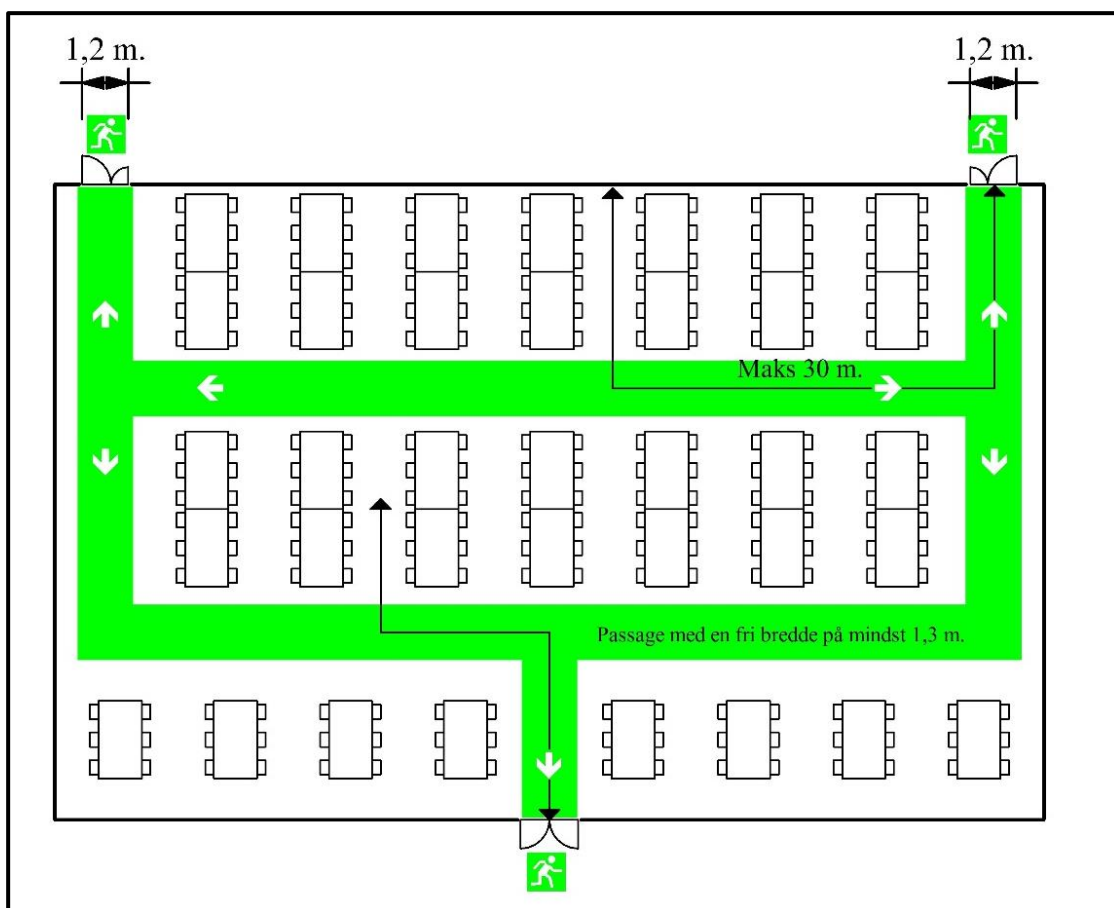 1,2 m.
1,2 m.
Maks 30 m.
Passage med en fri bredde på mindst 1,3 m.